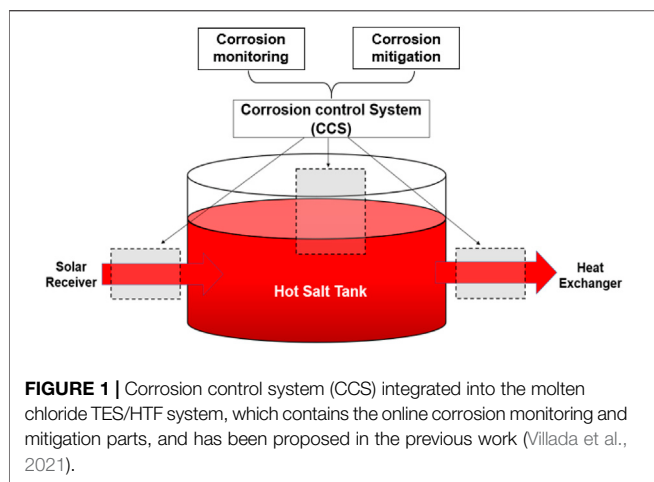 Corrosion
monitoring
Corrosion
mitigation
Corrosion control System
(CCS)
Solar
Receiver
Hot Salt Tank
Heat
Exchanger
FIGURE 1 | Corrosion control system (CCS) integrated into the molten
chloride TES/HTF system, which contains the online corrosion monitoring and
mitigation parts, and has been proposed in the previous work (Villada et al.,
2021).